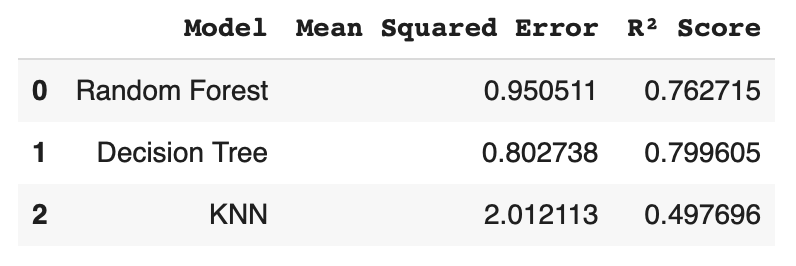 Model Mean Squared Error R² Score
0 Random Forest 0.950511 0.762715
1 Decision Tree 0.802738 0.799605
2 KNN 2.012113 0.497696